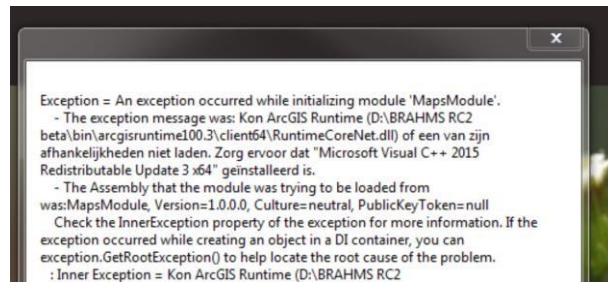 Exception = An exception occurred while initializing module 'MapsModule'.
- The exception message was: Kon ArcGIS Runtime (D:\BRAHMS RC2
beta\bin\arcgisruntime100.3\client64\RuntimeCoreNet.dll) of een van zijn
afhankelijkheden niet laden. Zorg ervoor dat "Microsoft Visual C++ 2015
Redistributable Update 3 x64" geïnstalleerd is.
- The Assembly that the module was trying to be loaded from
was:MapsModule, Version=1.0.0.0, Culture=neutral, PublicKeyToken=null
Check the InnerException property of the exception for more information. If the
exception occurred while creating an object in a DI container, you can
exception.GetRootException() to help locate the root cause of the problem.
: Inner Exception = Kon ArcGIS Runtime (D:\BRAHMS RC2